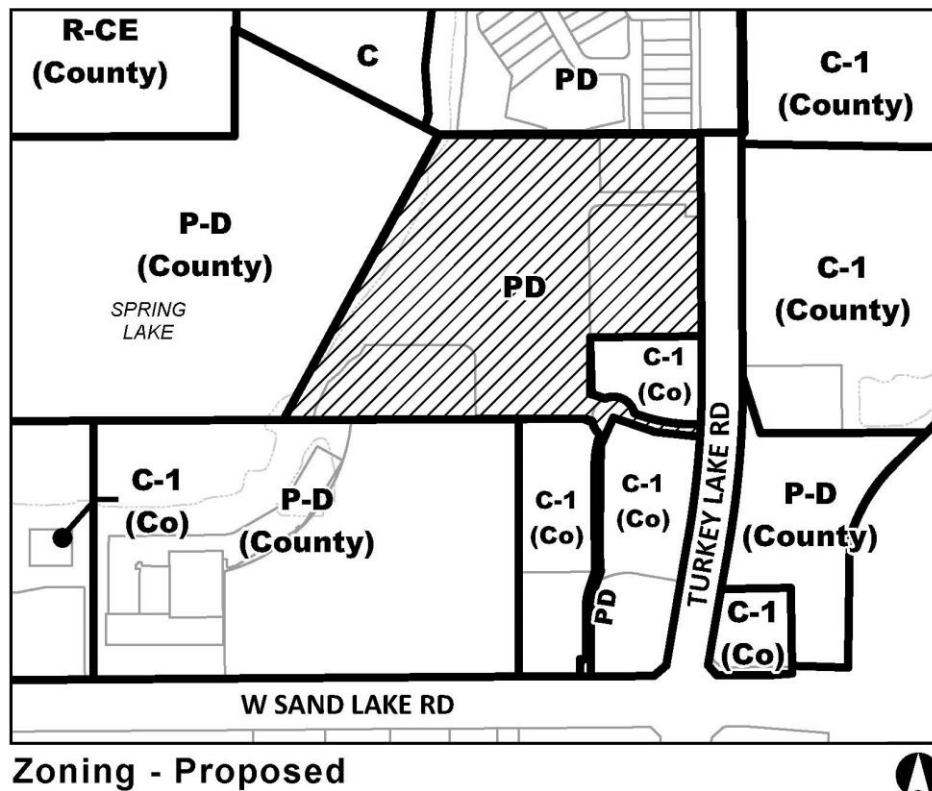 R-CE
(County)
C
PD
C-1
(County)
P-D
(County)
SPRING
LAKE
PD
C-1
(County)
C-1
(Co)
C-1
(Co)
P-D
(County)
C-1
(Co)
C-1
(Co)
PD
TURKEY LAKE RD
P-D
(County)
C-1
(Co)
W SAND LAKE RD
Zoning - Proposed